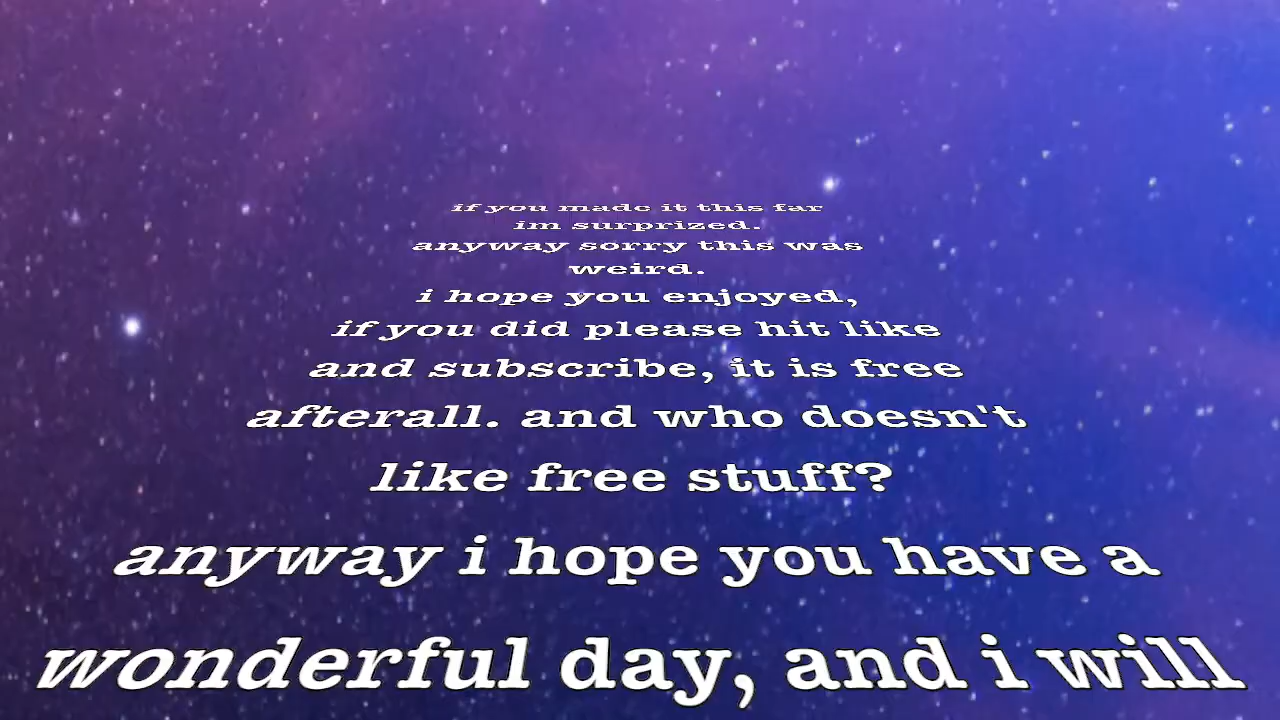 if you made it this far
im surprized.
anyway sorry this was
weird.
i hope you enjoyed,
if you did please hit like
and subscribe, it is free
afterall. and who doesn't
like free stuff?
anyway i hope you have a
wonderful day, and i will